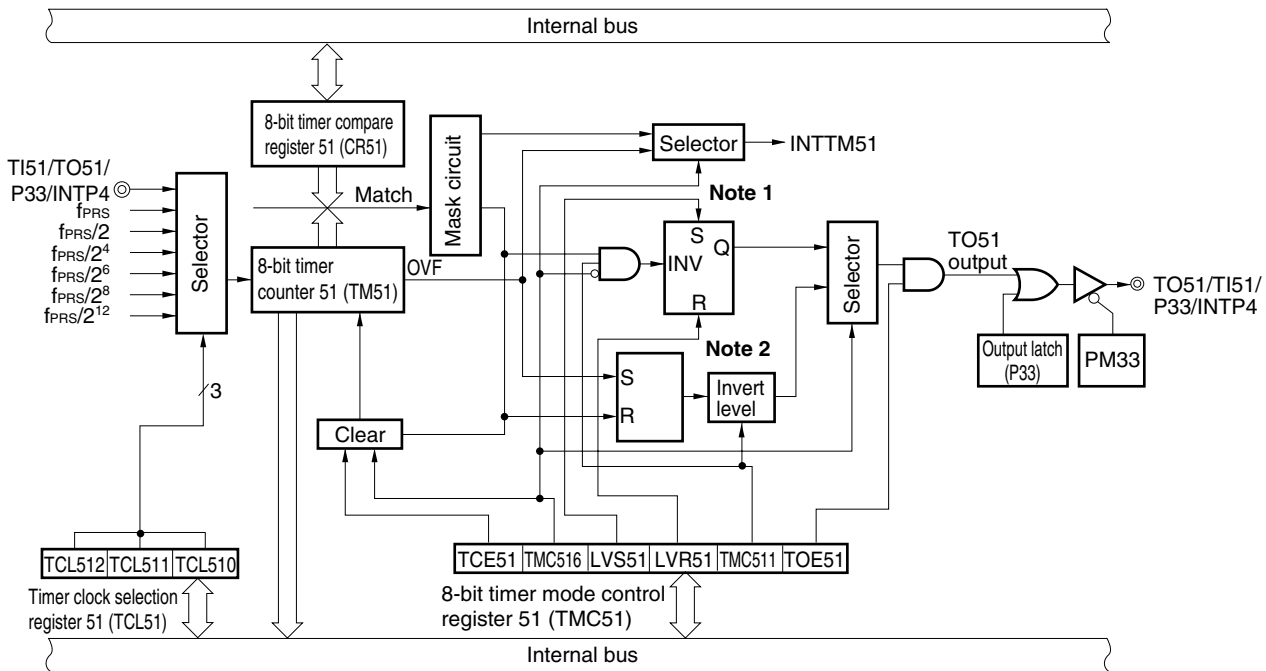 Internal bus
8-bit timer compare
register 51 (CR51)
Mask circuit
Selector
INTTM51
TI51/TO51/
P33/INTP4
fPRS
fPRS/2
fPRS/2⁴
fPRS/2⁶
fPRS/2⁸
fPRS/2¹²
Selector
Match
8-bit timer
counter 51 (TM51)
OVF
Note 1
S
Q
INV
R
Selector
TO51
output
TO51/TI51/
P33/INTP4
Output latch
(P33)
PM33
Note 2
S
R
Invert
level
3
Clear
TCL512
TCL511
TCL510
Timer clock selection
register 51 (TCL51)
TCE51
TMC516
LVS51
LVR51
TMC511
TOE51
8-bit timer mode control
register 51 (TMC51)
Internal bus